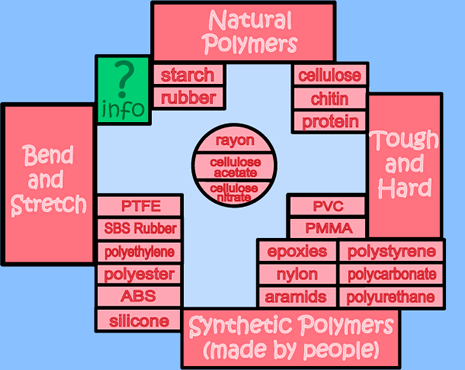 Natural
Polymers
?
info
starch
rubber
cellulose
chitin
protein
Bend
and
Stretch
rayon
cellulose
acetate
cellulose
nitrate
Tough
and
Hard
PTFE
SBS Rubber
polyethylene
polyester
ABS
silicone
PVC
PMMA
epoxies
polystyrene
nylon
polycarbonate
aramids
polyurethane
Synthetic Polymers
(made by people)